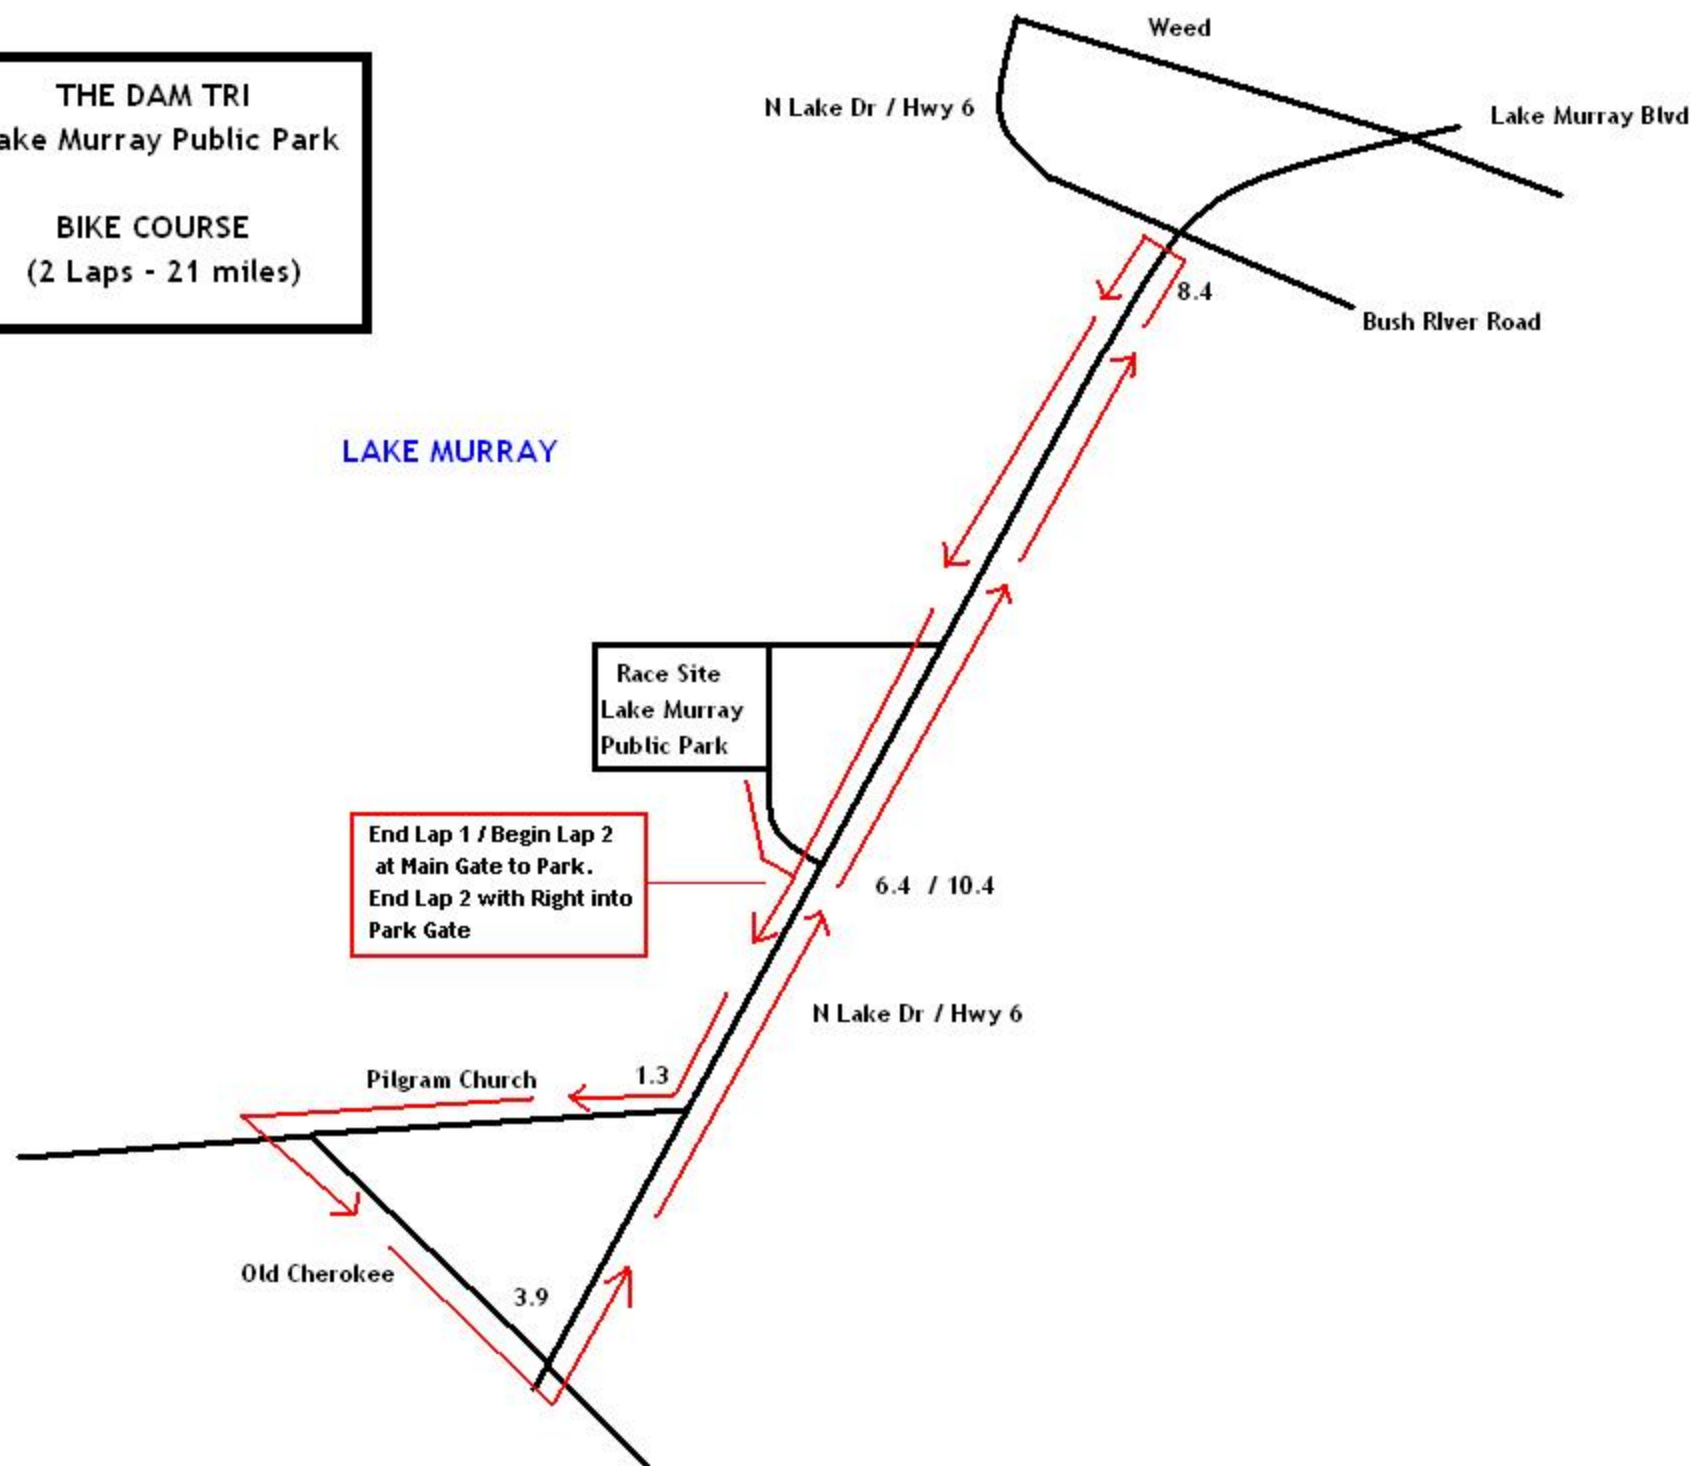 THE DAM TRI
ake Murray Public Park
BIKE COURSE
(2 Laps - 21 miles)
Weed
N Lake Dr / Hwy 6
Lake Murray Blvd
8.4
Bush RIver Road
LAKE MURRAY
Race Site
Lake Murray
Public Park
End Lap 1 / Begin Lap 2
at Main Gate to Park.
End Lap 2 with Right into
Park Gate
6.4 / 10.4
N Lake Dr / Hwy 6
Pilgram Church
1.3
Old Cherokee
3.9